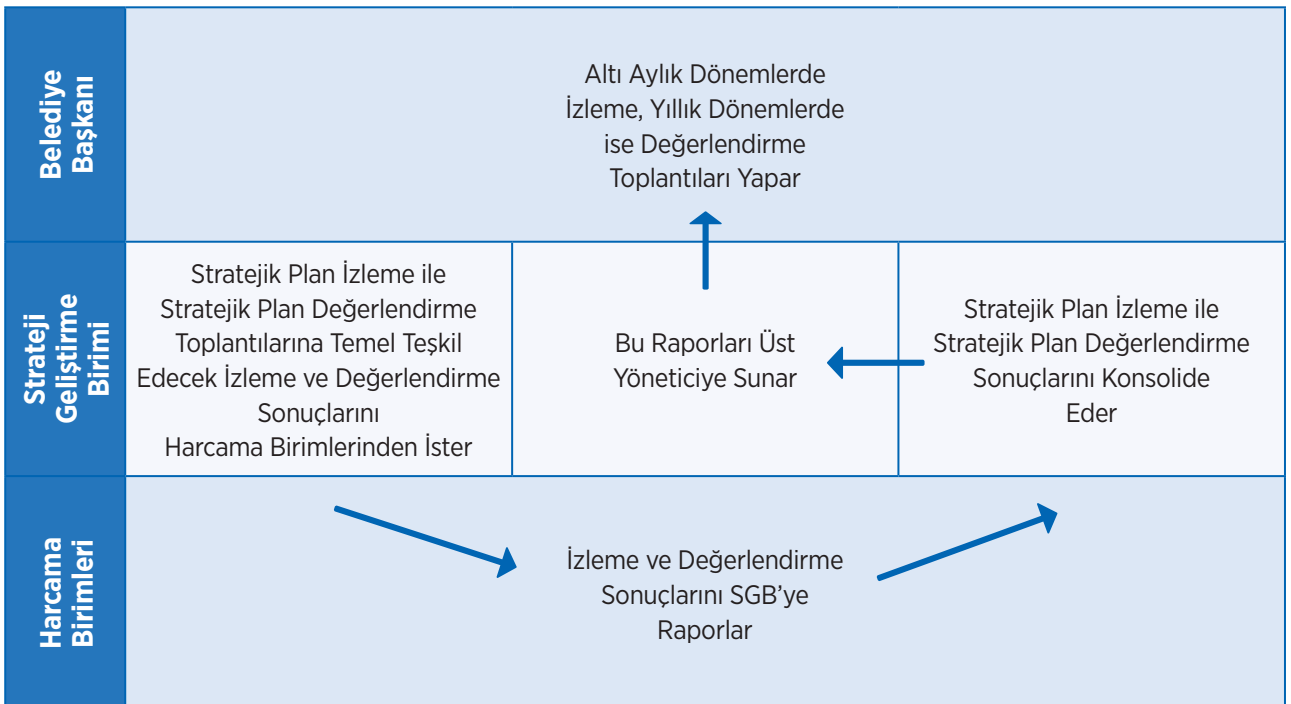 Belediye
Başkanı
Altı Aylık Dönemlerde
İzleme, Yıllık Dönemlerde
ise Değerlendirme
Toplantıları Yapar
Strateji
Geliştirme
Birimi
Stratejik Plan İzleme ile
Stratejik Plan Değerlendirme
Toplantılarına Temel Teşkil
Edecek İzleme ve Değerlendirme
Sonuçlarını
Harcama Birimlerinden İster
Bu Raporları Üst
Yöneticiye Sunar
Stratejik Plan İzleme ile
Stratejik Plan Değerlendirme
Sonuçlarını Konsolide
Eder
Harcama
Birimleri
İzleme ve Değerlendirme
Sonuçlarını SGB’ye
Raporlar